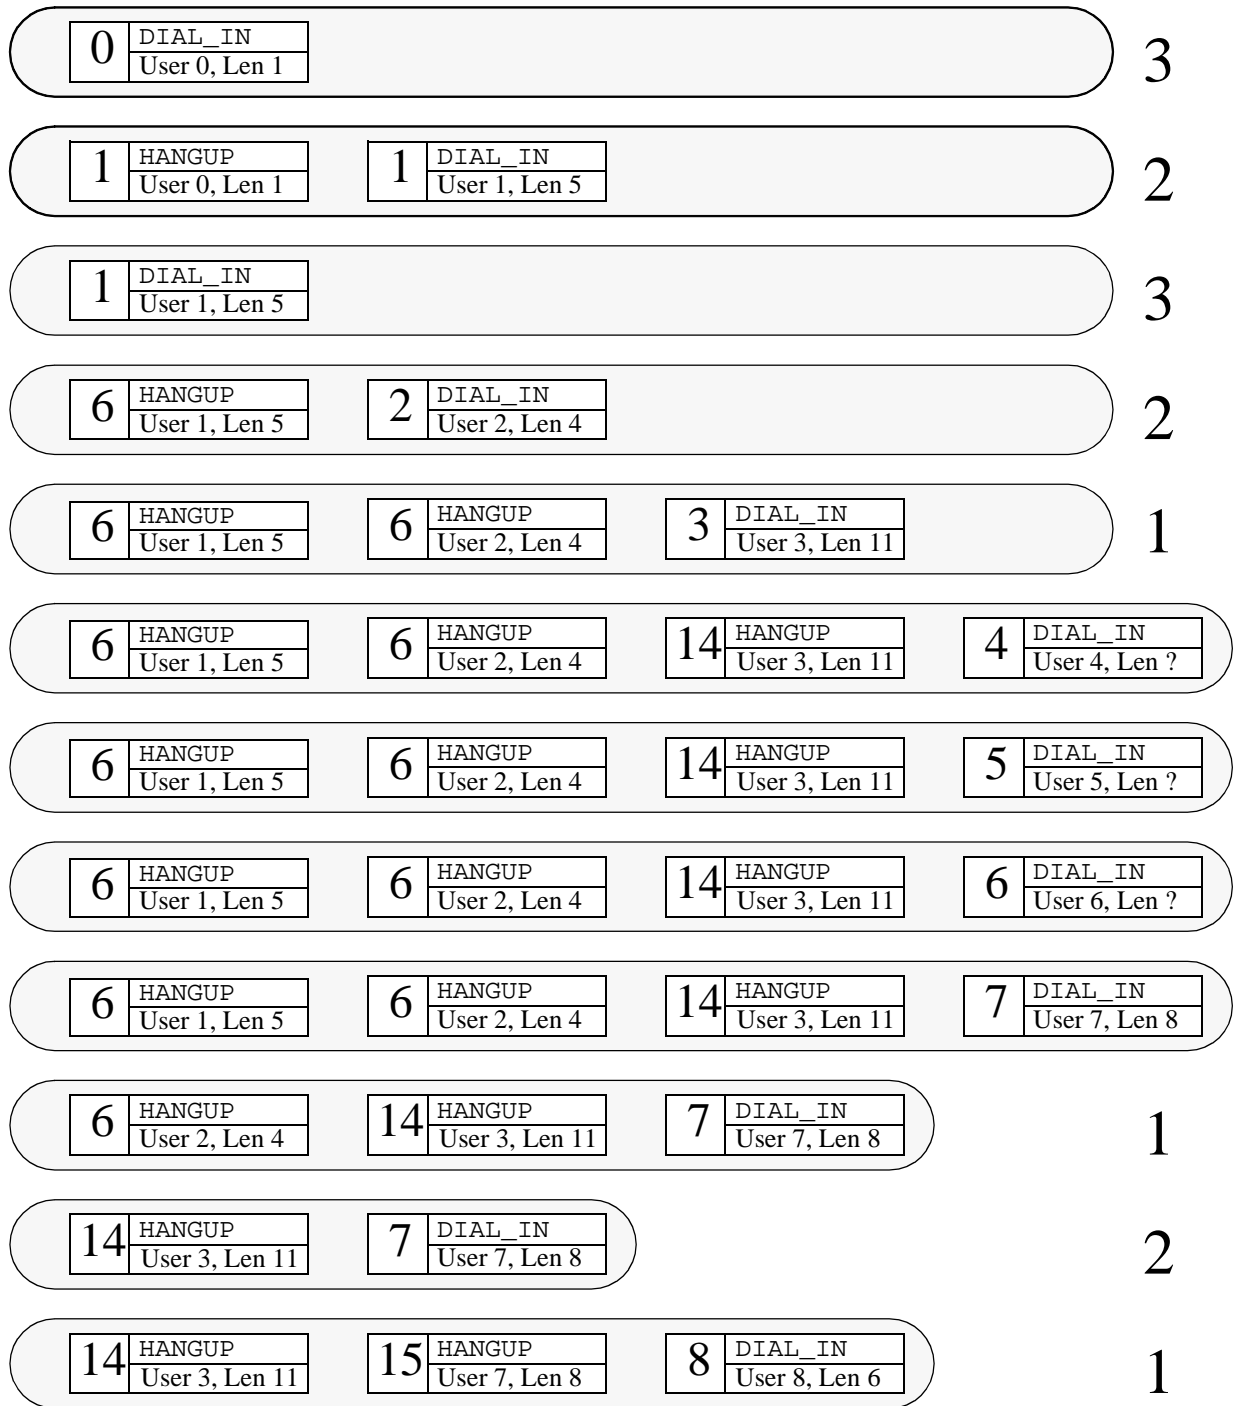 0 DIAL_IN
User 0, Len 1
3
1 HANGUP
User 0, Len 1
1 DIAL_IN
User 1, Len 5
2
1 DIAL_IN
User 1, Len 5
3
6 HANGUP
User 1, Len 5
2 DIAL_IN
User 2, Len 4
2
6 HANGUP
User 1, Len 5
6 HANGUP
User 2, Len 4
3 DIAL_IN
User 3, Len 11
1
6 HANGUP
User 1, Len 5
6 HANGUP
User 2, Len 4
14 HANGUP
User 3, Len 11
4 DIAL_IN
User 4, Len ?
6 HANGUP
User 1, Len 5
6 HANGUP
User 2, Len 4
14 HANGUP
User 3, Len 11
5 DIAL_IN
User 5, Len ?
6 HANGUP
User 1, Len 5
6 HANGUP
User 2, Len 4
14 HANGUP
User 3, Len 11
6 DIAL_IN
User 6, Len ?
6 HANGUP
User 1, Len 5
6 HANGUP
User 2, Len 4
14 HANGUP
User 3, Len 11
7 DIAL_IN
User 7, Len 8
6 HANGUP
User 2, Len 4
14 HANGUP
User 3, Len 11
7 DIAL_IN
User 7, Len 8
1
14 HANGUP
User 3, Len 11
7 DIAL_IN
User 7, Len 8
2
14 HANGUP
User 3, Len 11
15 HANGUP
User 7, Len 8
8 DIAL_IN
User 8, Len 6
1